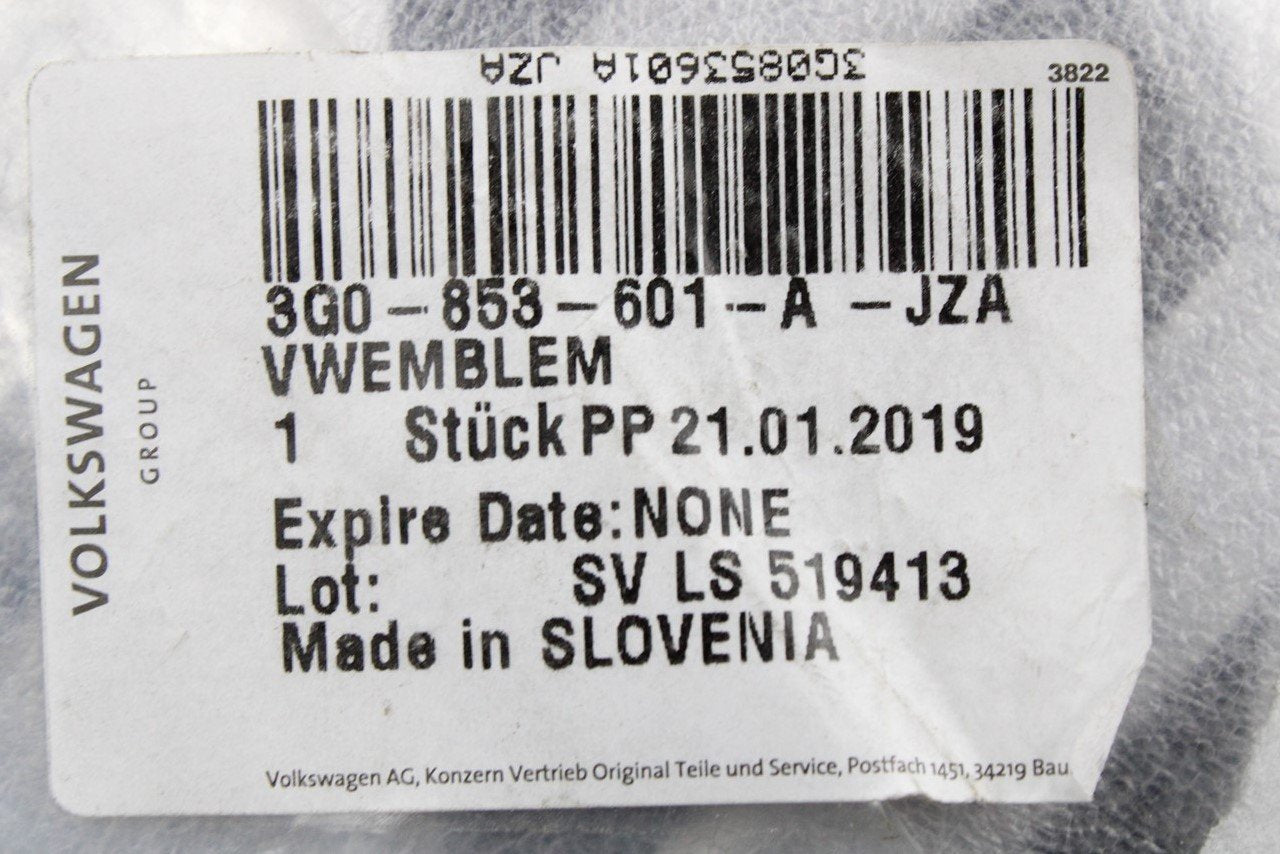 3G0853601A JZA
3822
3G0-853-601-A -JZA
VWEMBLEM
1 Stück PP 21.01.2019
Expire Date:NONE
Lot: SV LS 519413
Made in SLOVENIA
Volkswagen AG, Konzern Vertrieb Original Teile und Service, Postfach 1451, 34219 Bau
VOLKSWAGEN
GROUP